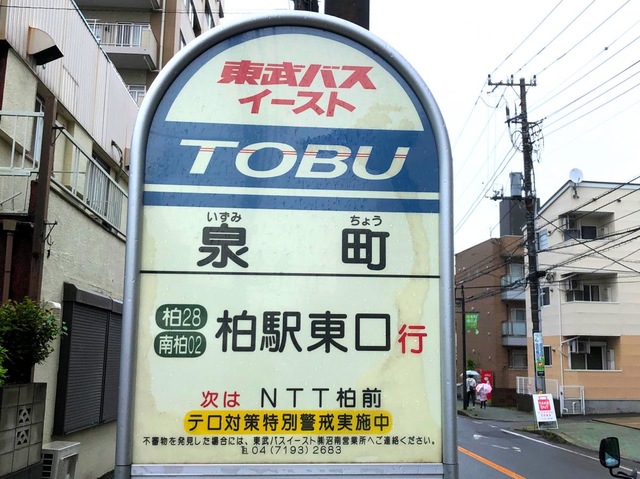 東武バス
イースト
TOBU
いずみ ちょう
泉 町
柏28
南柏02
柏駅東口行
次は NTT柏前
テロ対策特別警戒実施中
不審物を発見した場合には、東武バスイースト㈱沼南営業所へご連絡ください。
℡ 04 (7193) 2683